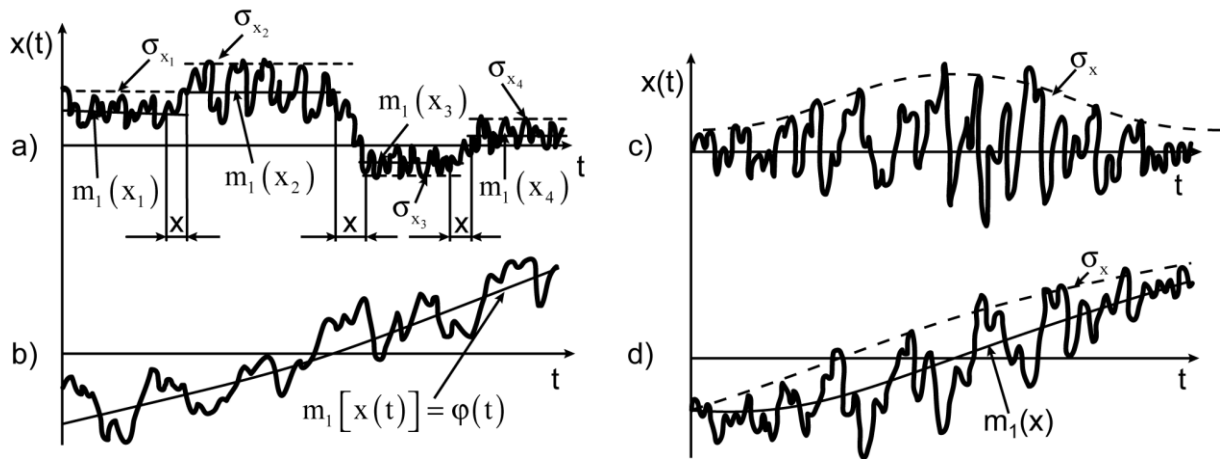 x(t)
σx₁
σx₂
m₁(x₃)
σx₄
a)
t
m₁(x₁)
m₁(x₂)
σx₃
m₁(x₄)
x
x
x
b)
t
m₁[x(t)]=φ(t)
x(t)
σx
c)
t
σx
d)
t
m₁(x)